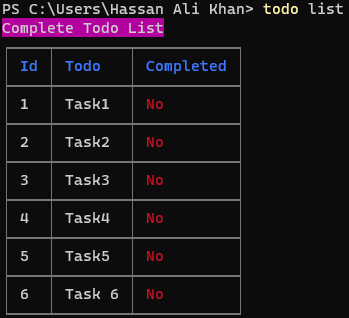 PS C:\Users\Hassan Ali Khan> todo list
Complete Todo List
Id Todo Completed
1 Task1 No
2 Task2 No
3 Task3 No
4 Task4 No
5 Task5 No
6 Task 6 No